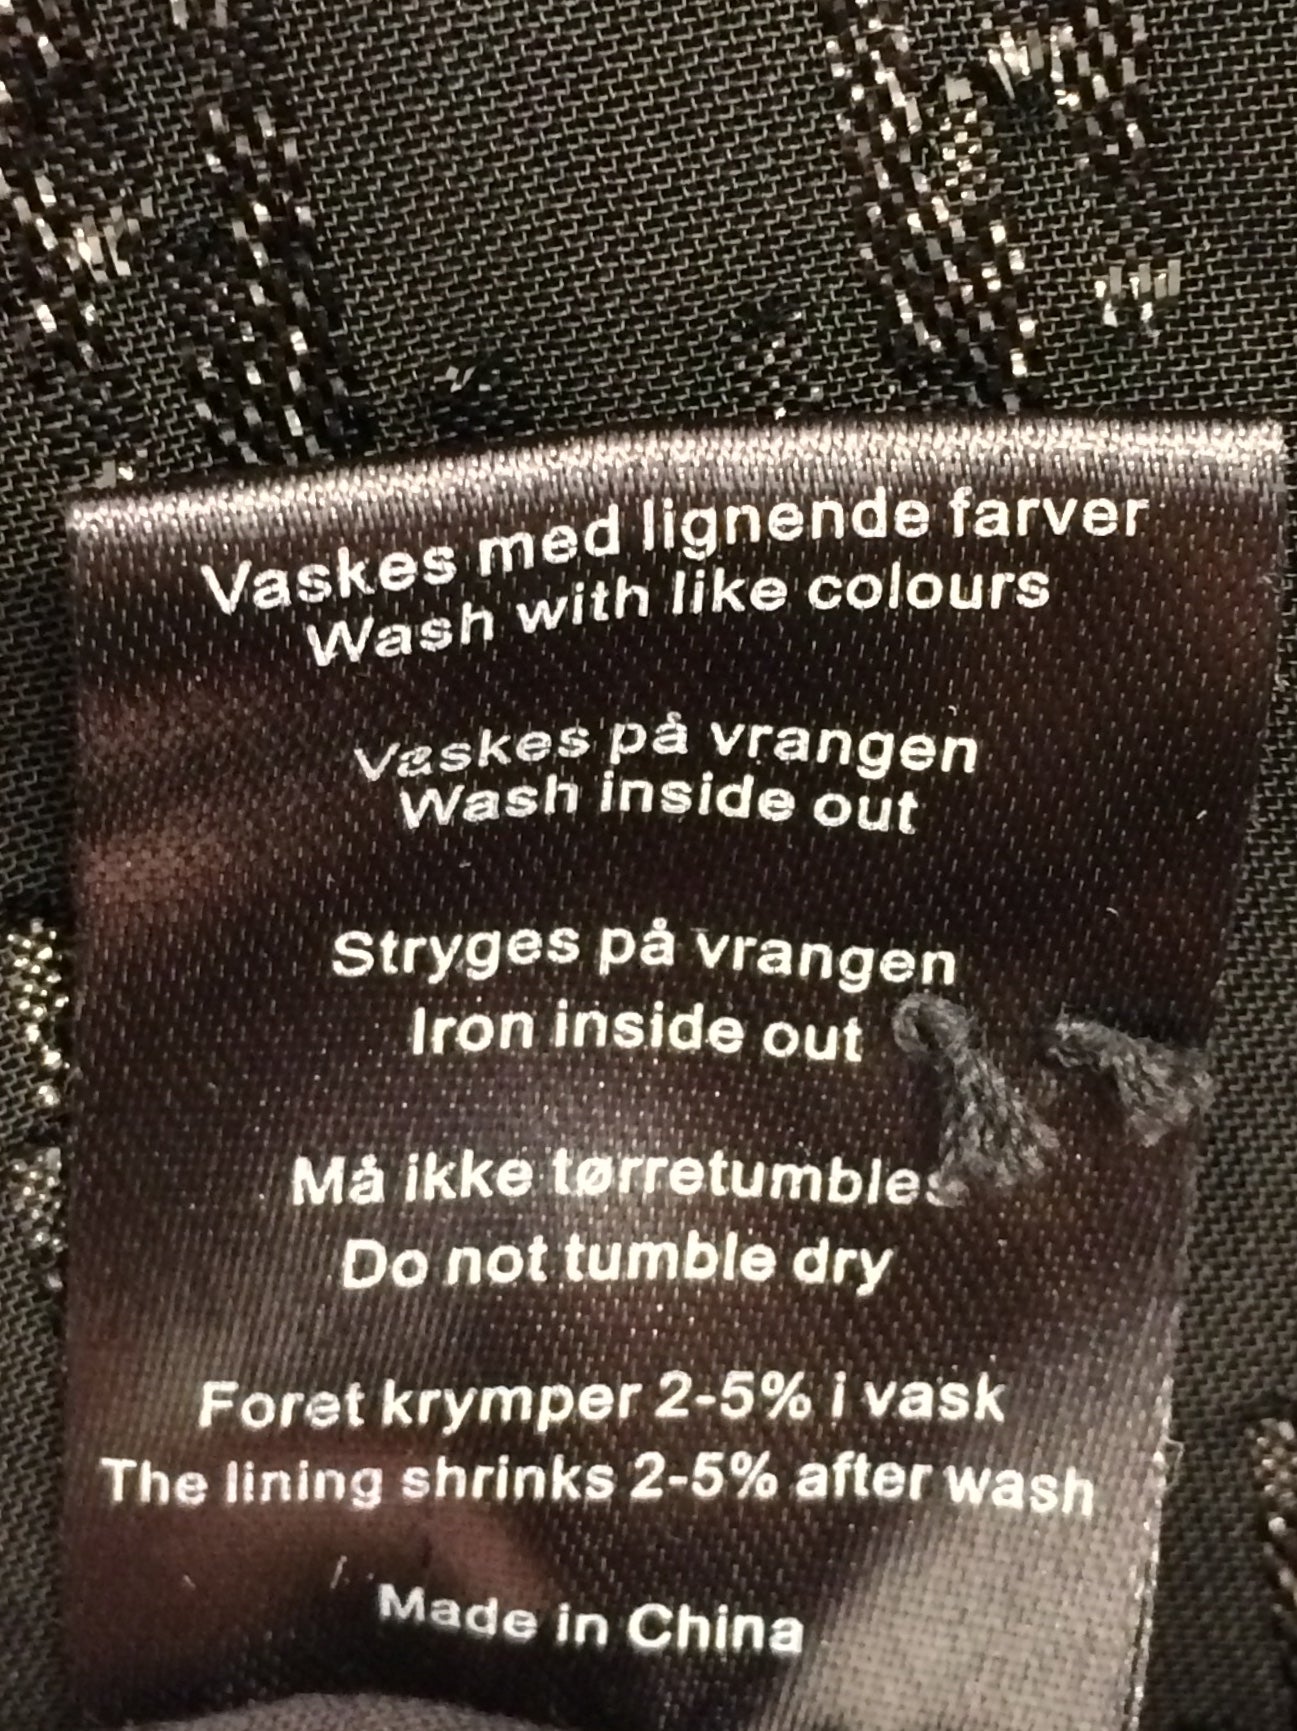 Vaskes med lignende farver
Wash with like colours
Vaskes på vrangen
Wash inside out
Stryges på vrangen
Iron inside out
Må ikke tørretumbles
Do not tumble dry
Foret krymper 2-5% i vask
The lining shrinks 2-5% after wash
Made in China